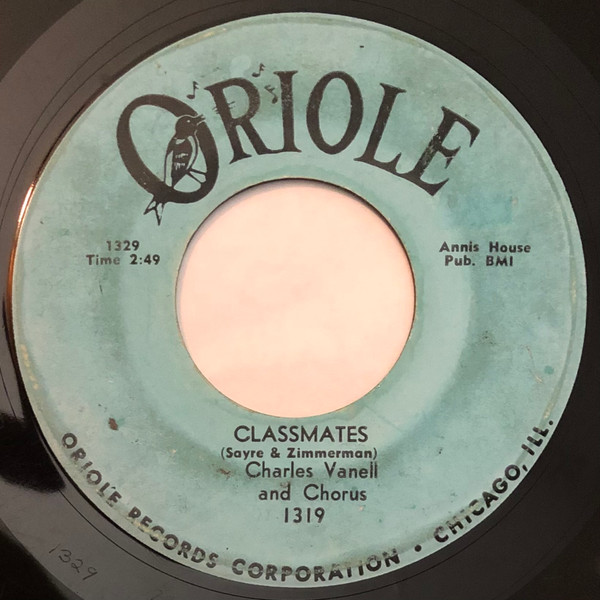 ORIOLE
1329
Time 2:49
Annis House
Pub. BMI
CLASSMATES
(Sayre & Zimmerman)
Charles Vanell
and Chorus
1319
ORIOLE RECORDS CORPORATION • CHICAGO, ILL.
1329